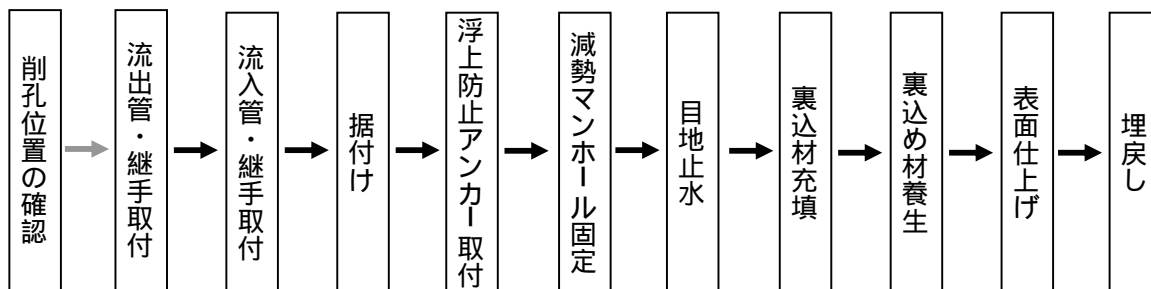 削孔位置の確認
流出管・継手取付
流入管・継手取付
据付け
浮上防止アンカー取付
減勢マンホール固定
目地止水
裏込材充填
裏込め材養生
表面仕上げ
埋戻し